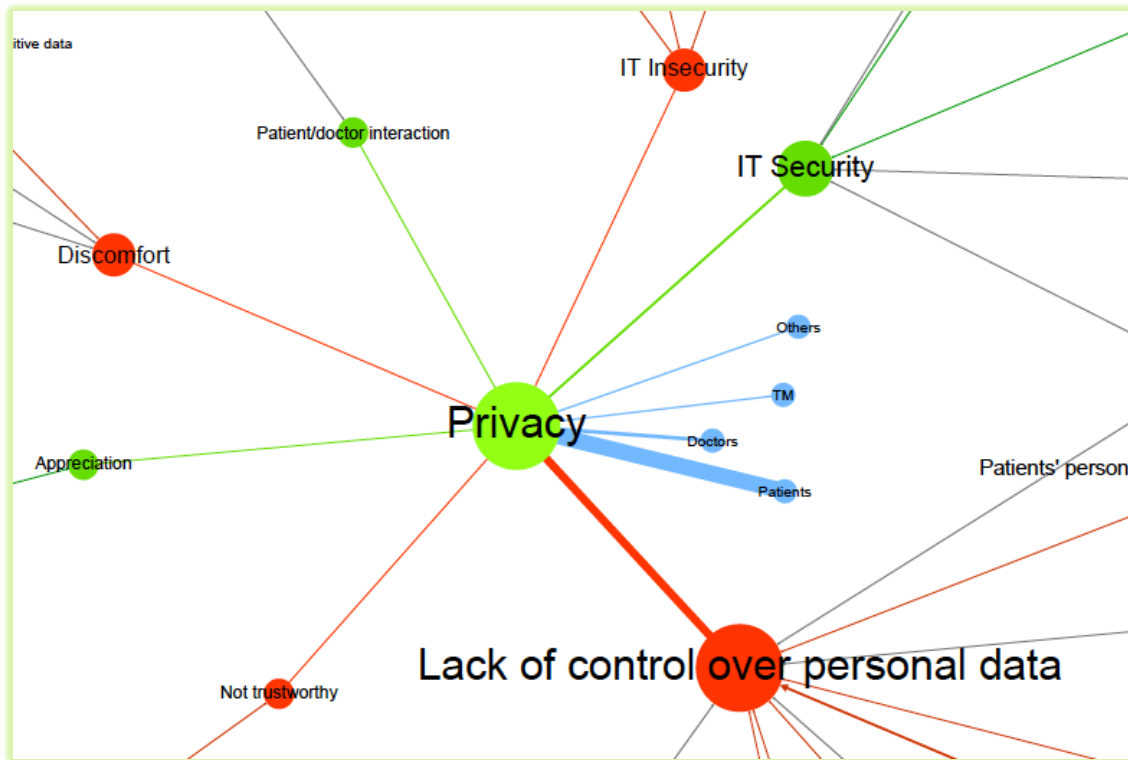 itive data
IT Insecurity
Patient/doctor interaction
IT Security
Discomfort
Others
TM
Privacy
Doctors
Appreciation
Patients' person
Patients
Lack of control over personal data
Not trustworthy